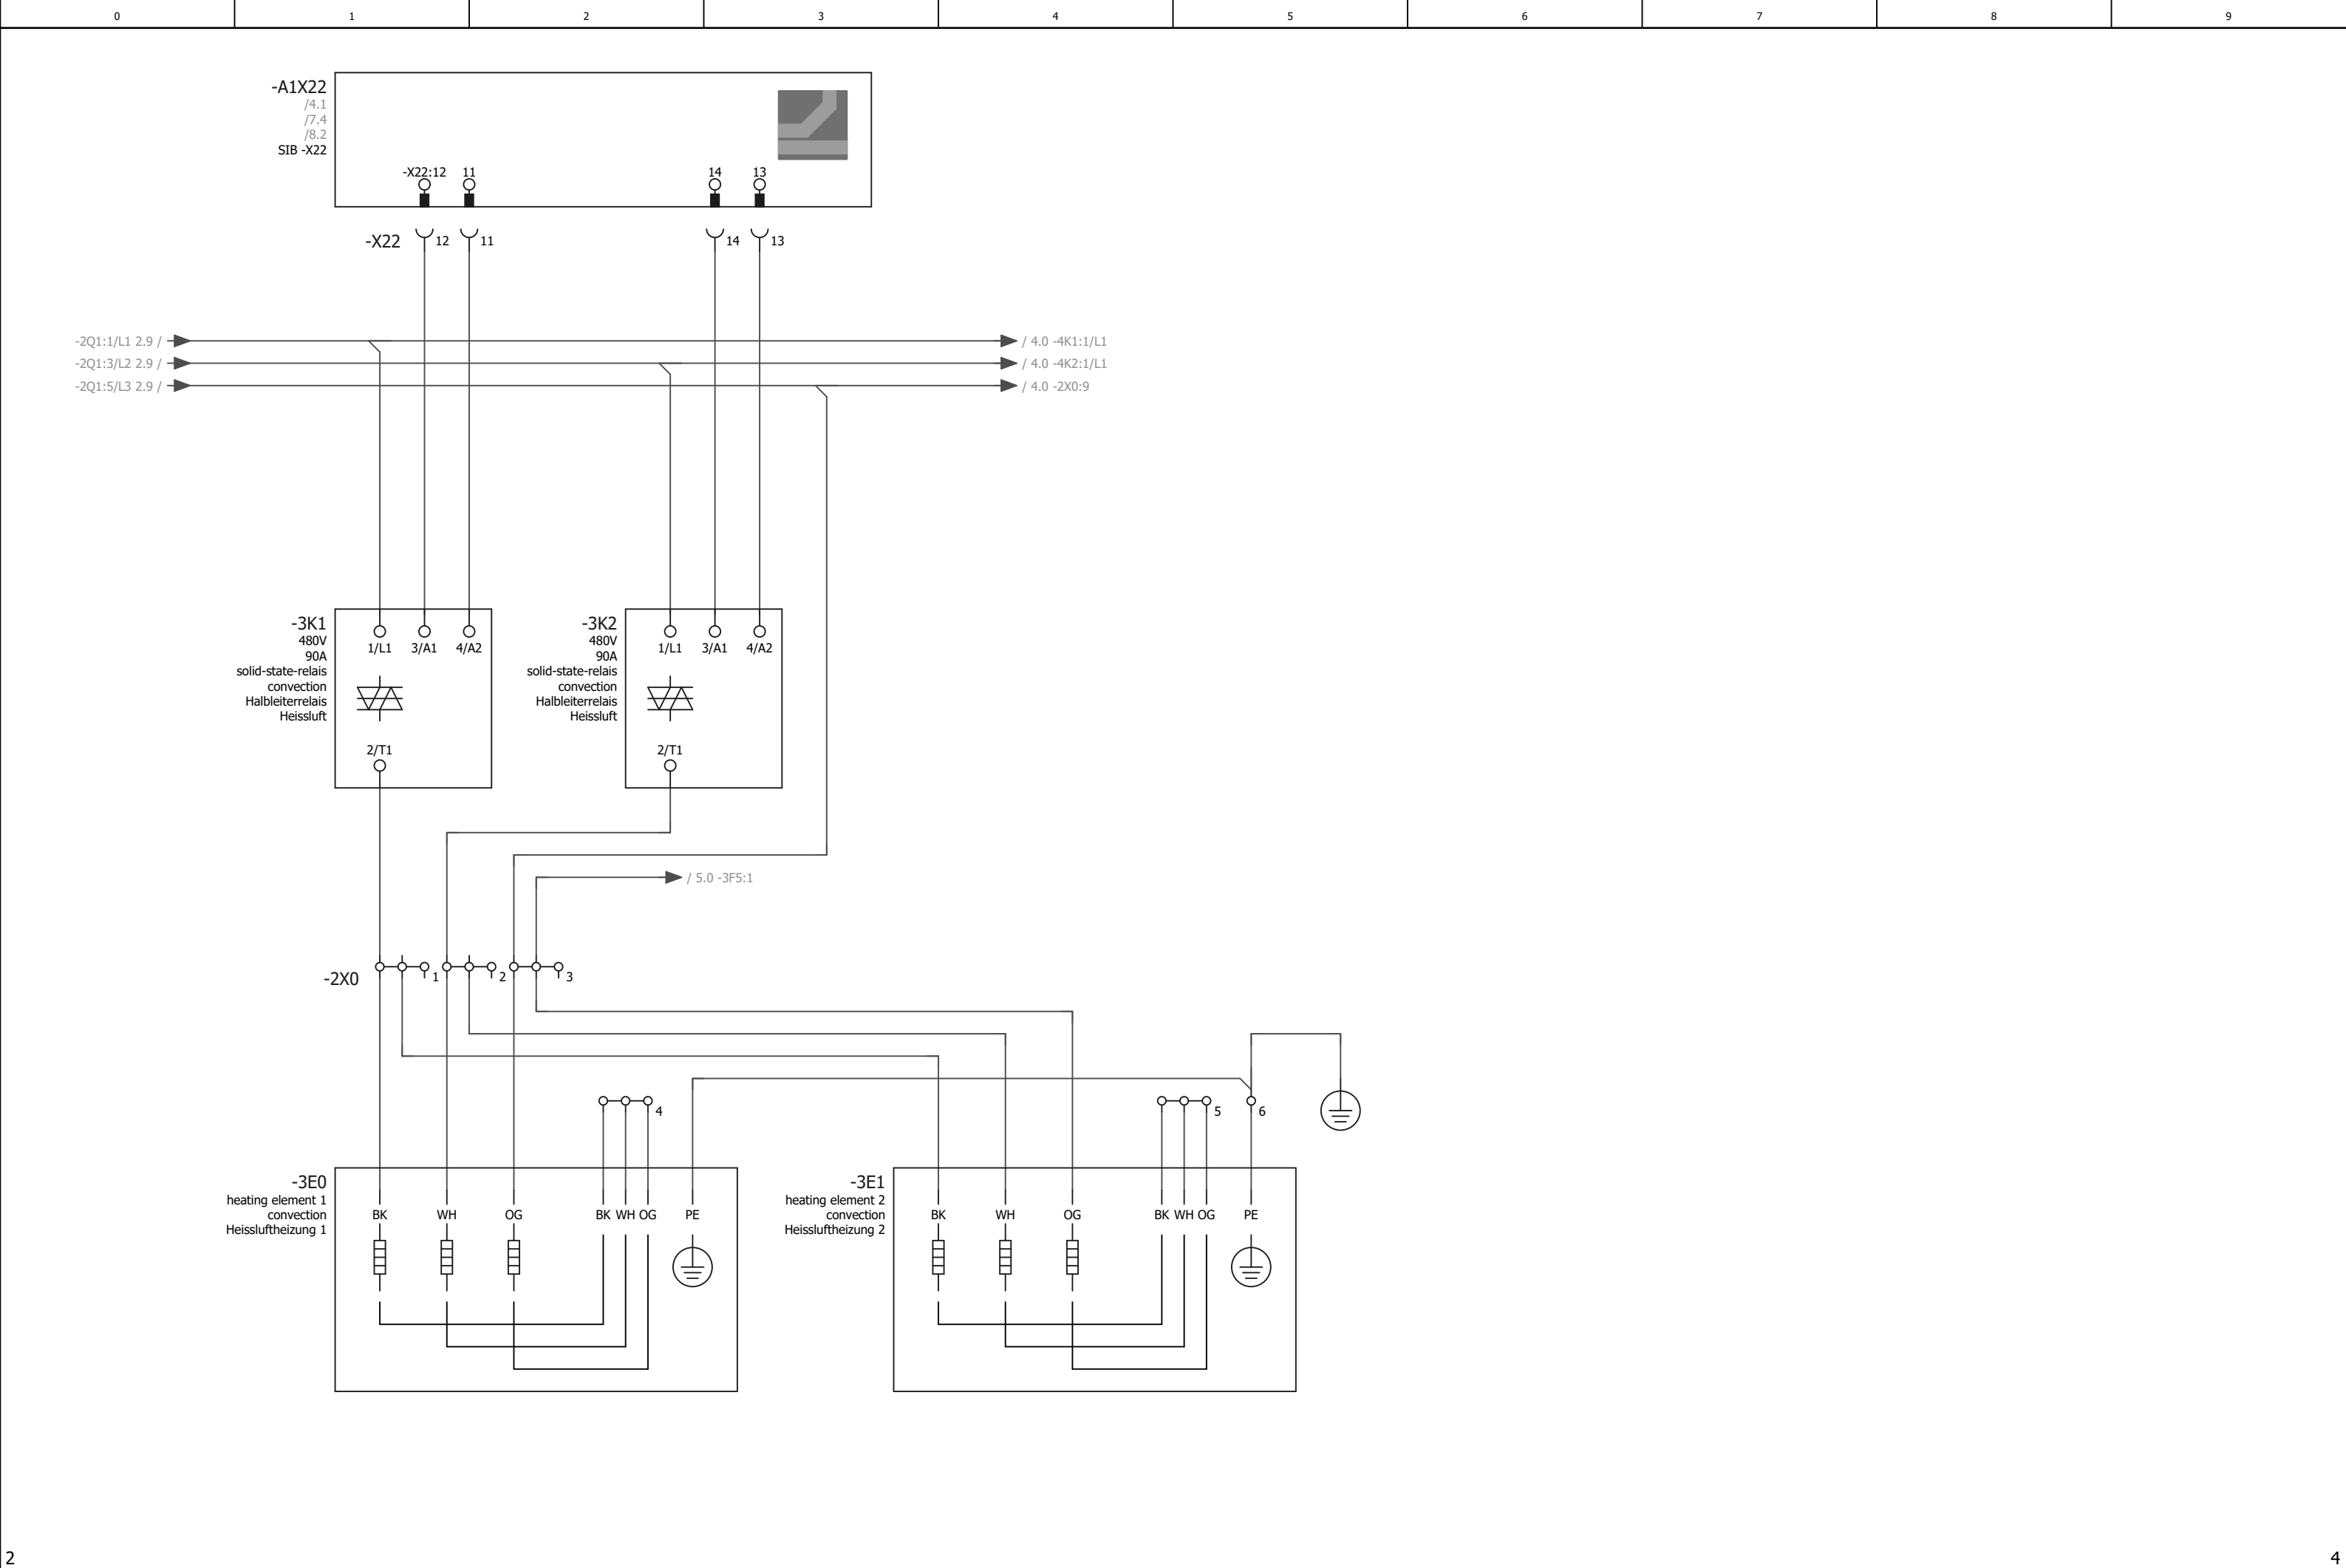 0 1 2 3 4 5 6 7 8 9
-A1X22
/4.1
/7.4
/8.2
SIB -X22
-X22:12 11 14 13
-X22 12 11 14 13
-2Q1:1/L1 2.9 / / 4.0 -4K1:1/L1
-2Q1:3/L2 2.9 / / 4.0 -4K2:1/L1
-2Q1:5/L3 2.9 / / 4.0 -2X0:9
-3K1
480V
90A
solid-state-relais
convection
Halbleiterrelais
Heissluft
1/L1 3/A1 4/A2
2/T1
-3K2
480V
90A
solid-state-relais
convection
Halbleiterrelais
Heissluft
1/L1 3/A1 4/A2
2/T1
/ 5.0 -3F5:1
-2X0 1 2 3
4 5 6
-3E0
heating element 1
convection
Heissluftheizung 1
BK WH OG BK WH OG PE
-3E1
heating element 2
convection
Heissluftheizung 2
BK WH OG BK WH OG PE
2 4